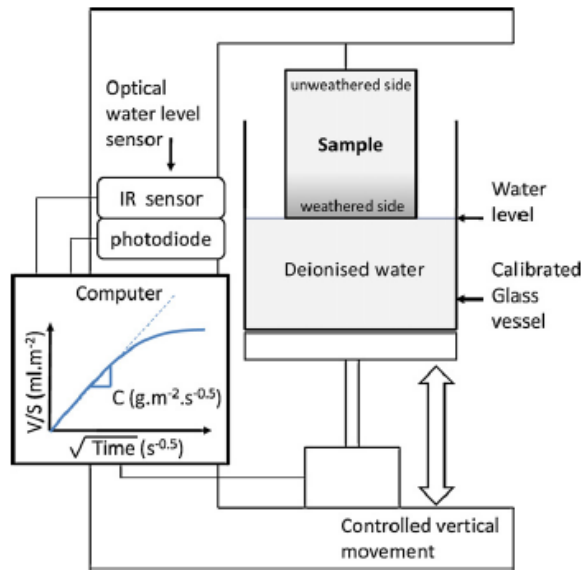 Optical
water level
sensor
IR sensor
photodiode
unweathered side
Sample
weathered side
Water
level
Deionised water
Calibrated
Glass
vessel
Computer
V/S (ml.m⁻²)
C (g.m⁻².s⁻⁰·⁵)
√Time (s⁻⁰·⁵)
Controlled vertical
movement